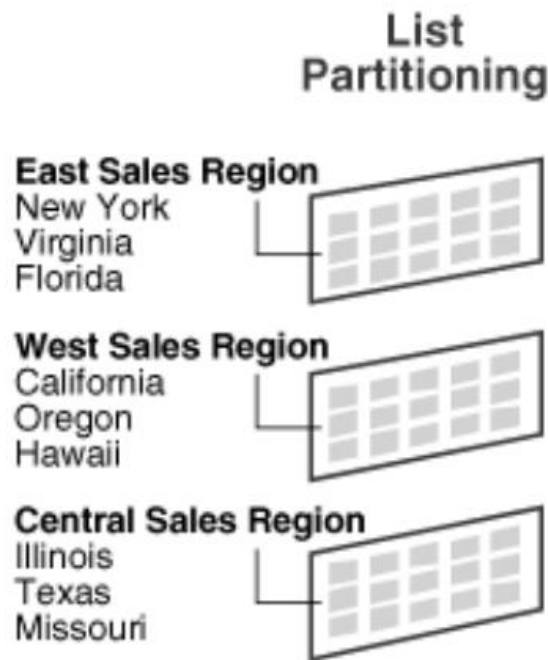 List
Partitioning
East Sales Region
New York
Virginia
Florida
West Sales Region
California
Oregon
Hawaii
Central Sales Region
Illinois
Texas
Missouri